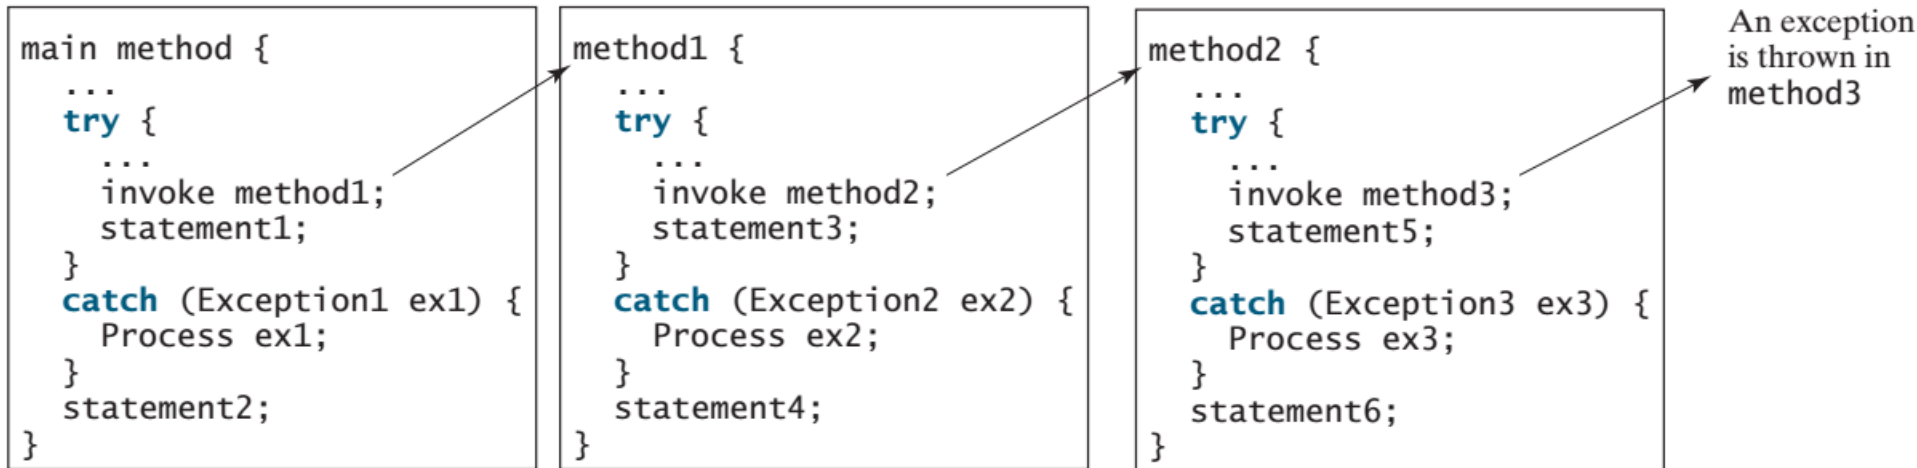 main method {
...
try {
...
invoke method1;
statement1;
}
catch (Exception1 ex1) {
Process ex1;
}
statement2;
}
method1 {
...
try {
...
invoke method2;
statement3;
}
catch (Exception2 ex2) {
Process ex2;
}
statement4;
}
method2 {
...
try {
...
invoke method3;
statement5;
}
catch (Exception3 ex3) {
Process ex3;
}
statement6;
}
An exception
is thrown in
method3